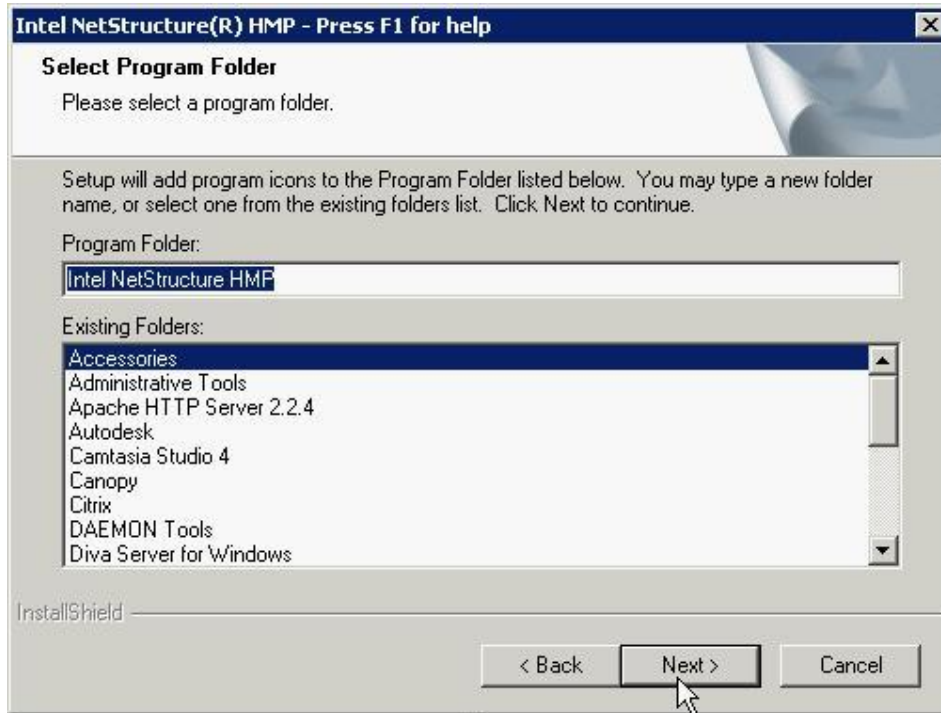 Intel NetStructure(R) HMP - Press F1 for help
Select Program Folder
Please select a program folder.
Setup will add program icons to the Program Folder listed below. You may type a new folder
name, or select one from the existing folders list. Click Next to continue.
Program Folder:
Intel NetStructure HMP
Existing Folders:
Accessories
Administrative Tools
Apache HTTP Server 2.2.4
Autodesk
Camtasia Studio 4
Canopy
Citrix
DAEMON Tools
Diva Server for Windows
InstallShield
< Back
Next >
Cancel